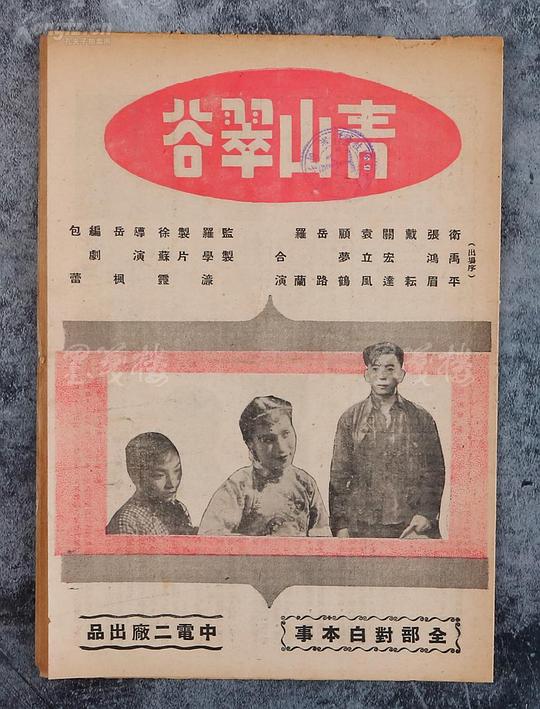 青山翠谷
(出場序)
衛禹平
張鴻眉
戴耘
關宏達
袁立風
顧夢鶴
岳路
羅蘭
合演
監製
羅學濂
製片
徐蘇靈
導演
岳楓
編劇
包蕾
全部對白本事
中電二廠出品